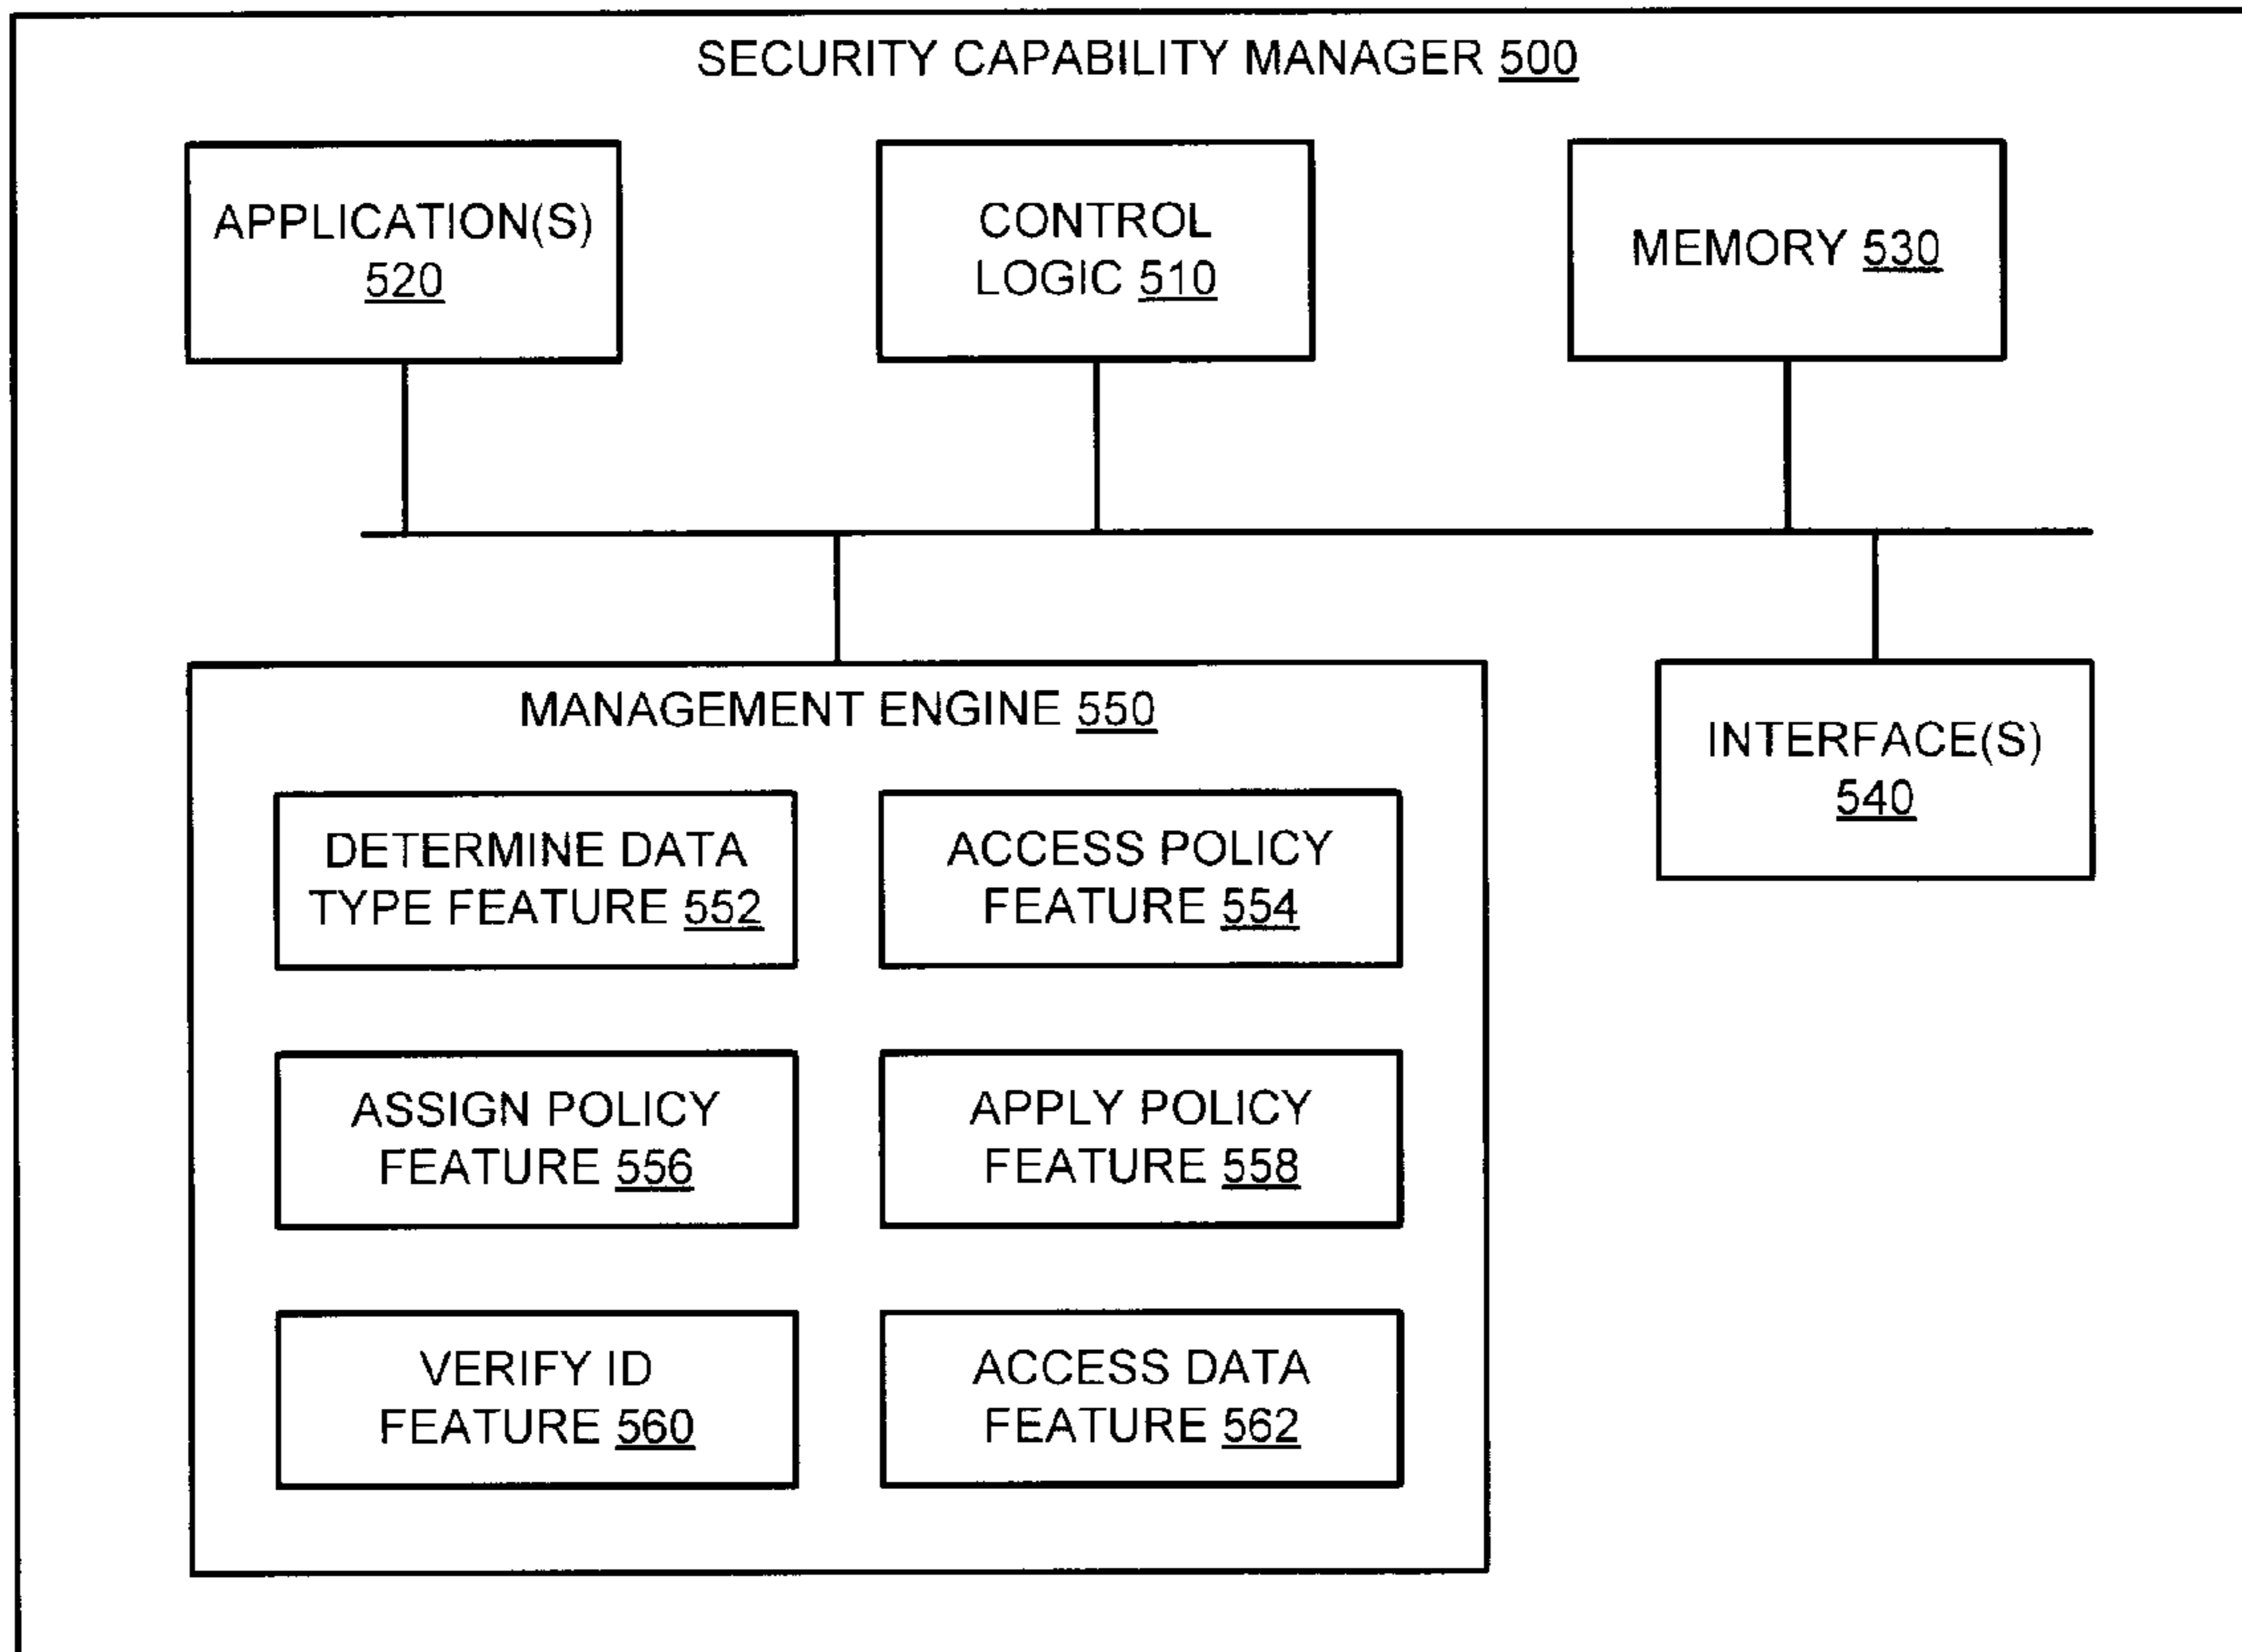 SECURITY CAPABILITY MANAGER 500
APPLICATION(S)
520
CONTROL
LOGIC 510
MEMORY 530
MANAGEMENT ENGINE 550
INTERFACE(S)
540
DETERMINE DATA
TYPE FEATURE 552
ACCESS POLICY
FEATURE 554
ASSIGN POLICY
FEATURE 556
APPLY POLICY
FEATURE 558
VERIFY ID
FEATURE 560
ACCESS DATA
FEATURE 562